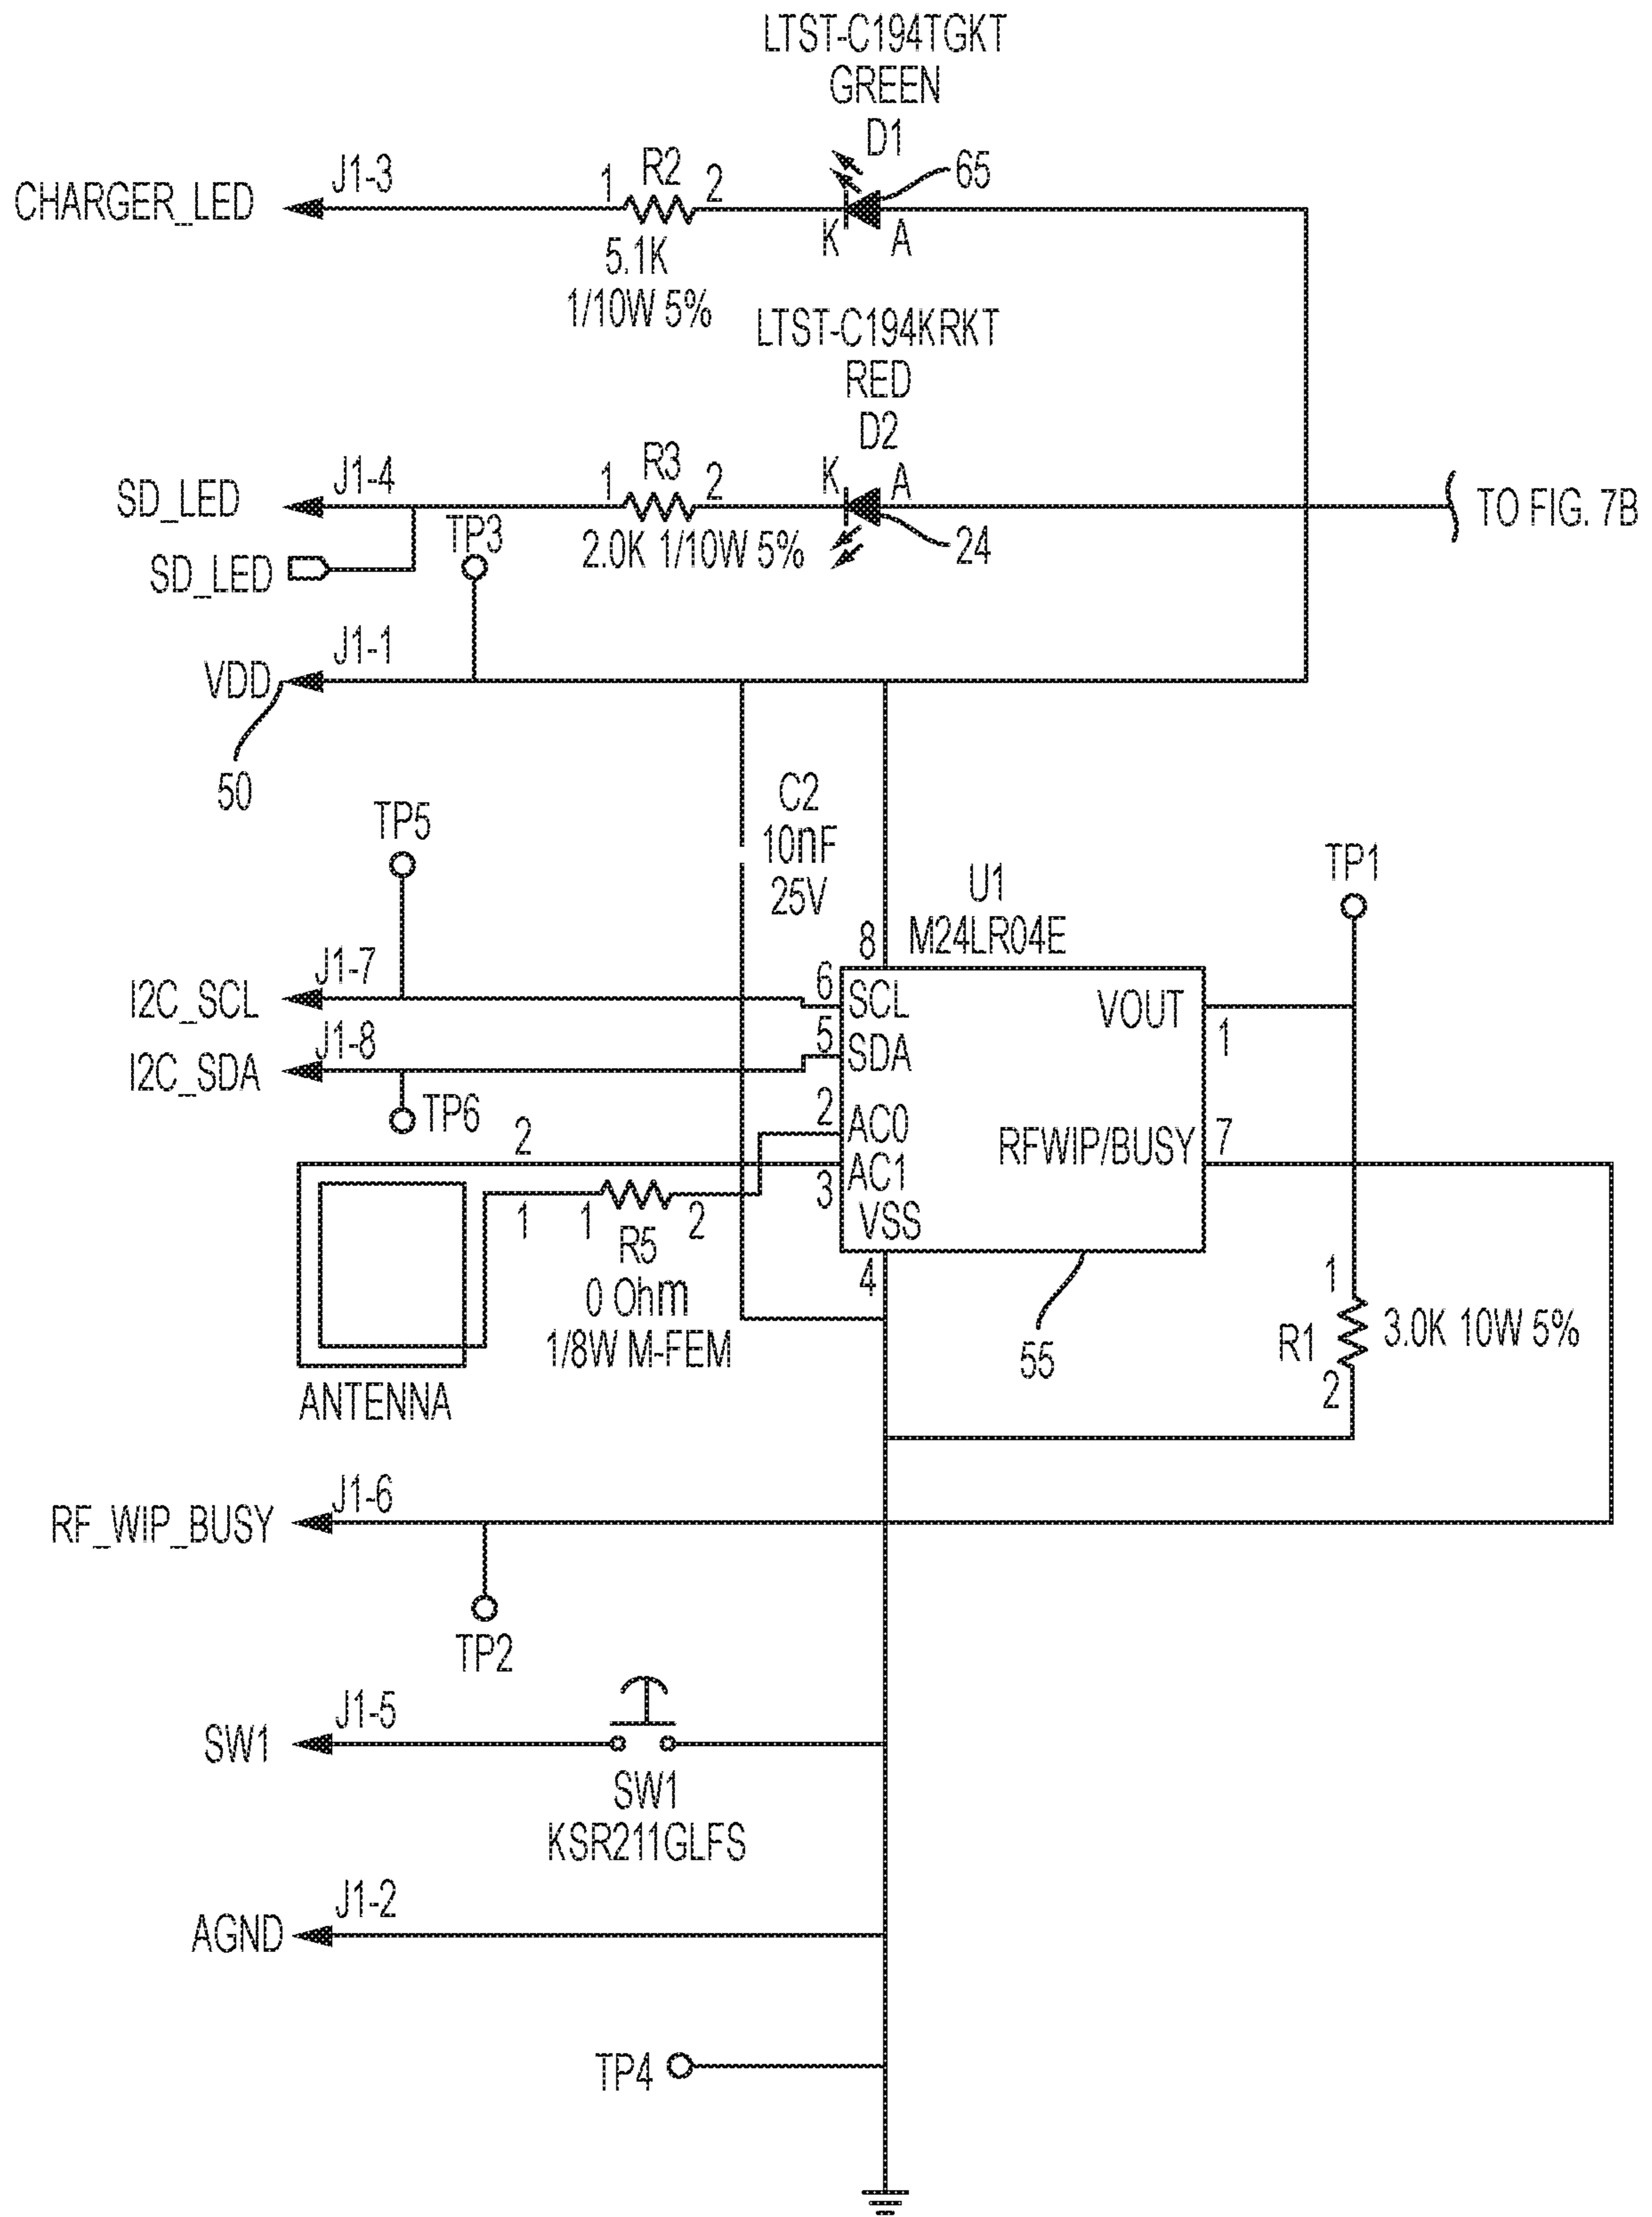 LTST-C194TGKT
GREEN
D1
65
CHARGER_LED
J1-3
1
R2
2
K
A
5.1K
1/10W 5%
LTST-C194KRKT
RED
D2
SD_LED
J1-4
1
R3
2
K
A
TO FIG. 7B
SD_LED
TP3
2.0K 1/10W 5%
24
VDD
J1-1
50
C2
10nF
25V
TP5
U1
M24LR04E
TP1
8
I2C_SCL
J1-7
6
SCL
VOUT
1
I2C_SDA
J1-8
5
SDA
TP6
2
2
AC0
RFWIP/BUSY
7
3
AC1
VSS
1
1
2
R5
0 Ohm
1/8W M-FEM
4
55
1
R1
3.0K 10W 5%
2
ANTENNA
RF_WIP_BUSY
J1-6
TP2
SW1
J1-5
SW1
KSR211GLFS
AGND
J1-2
TP4